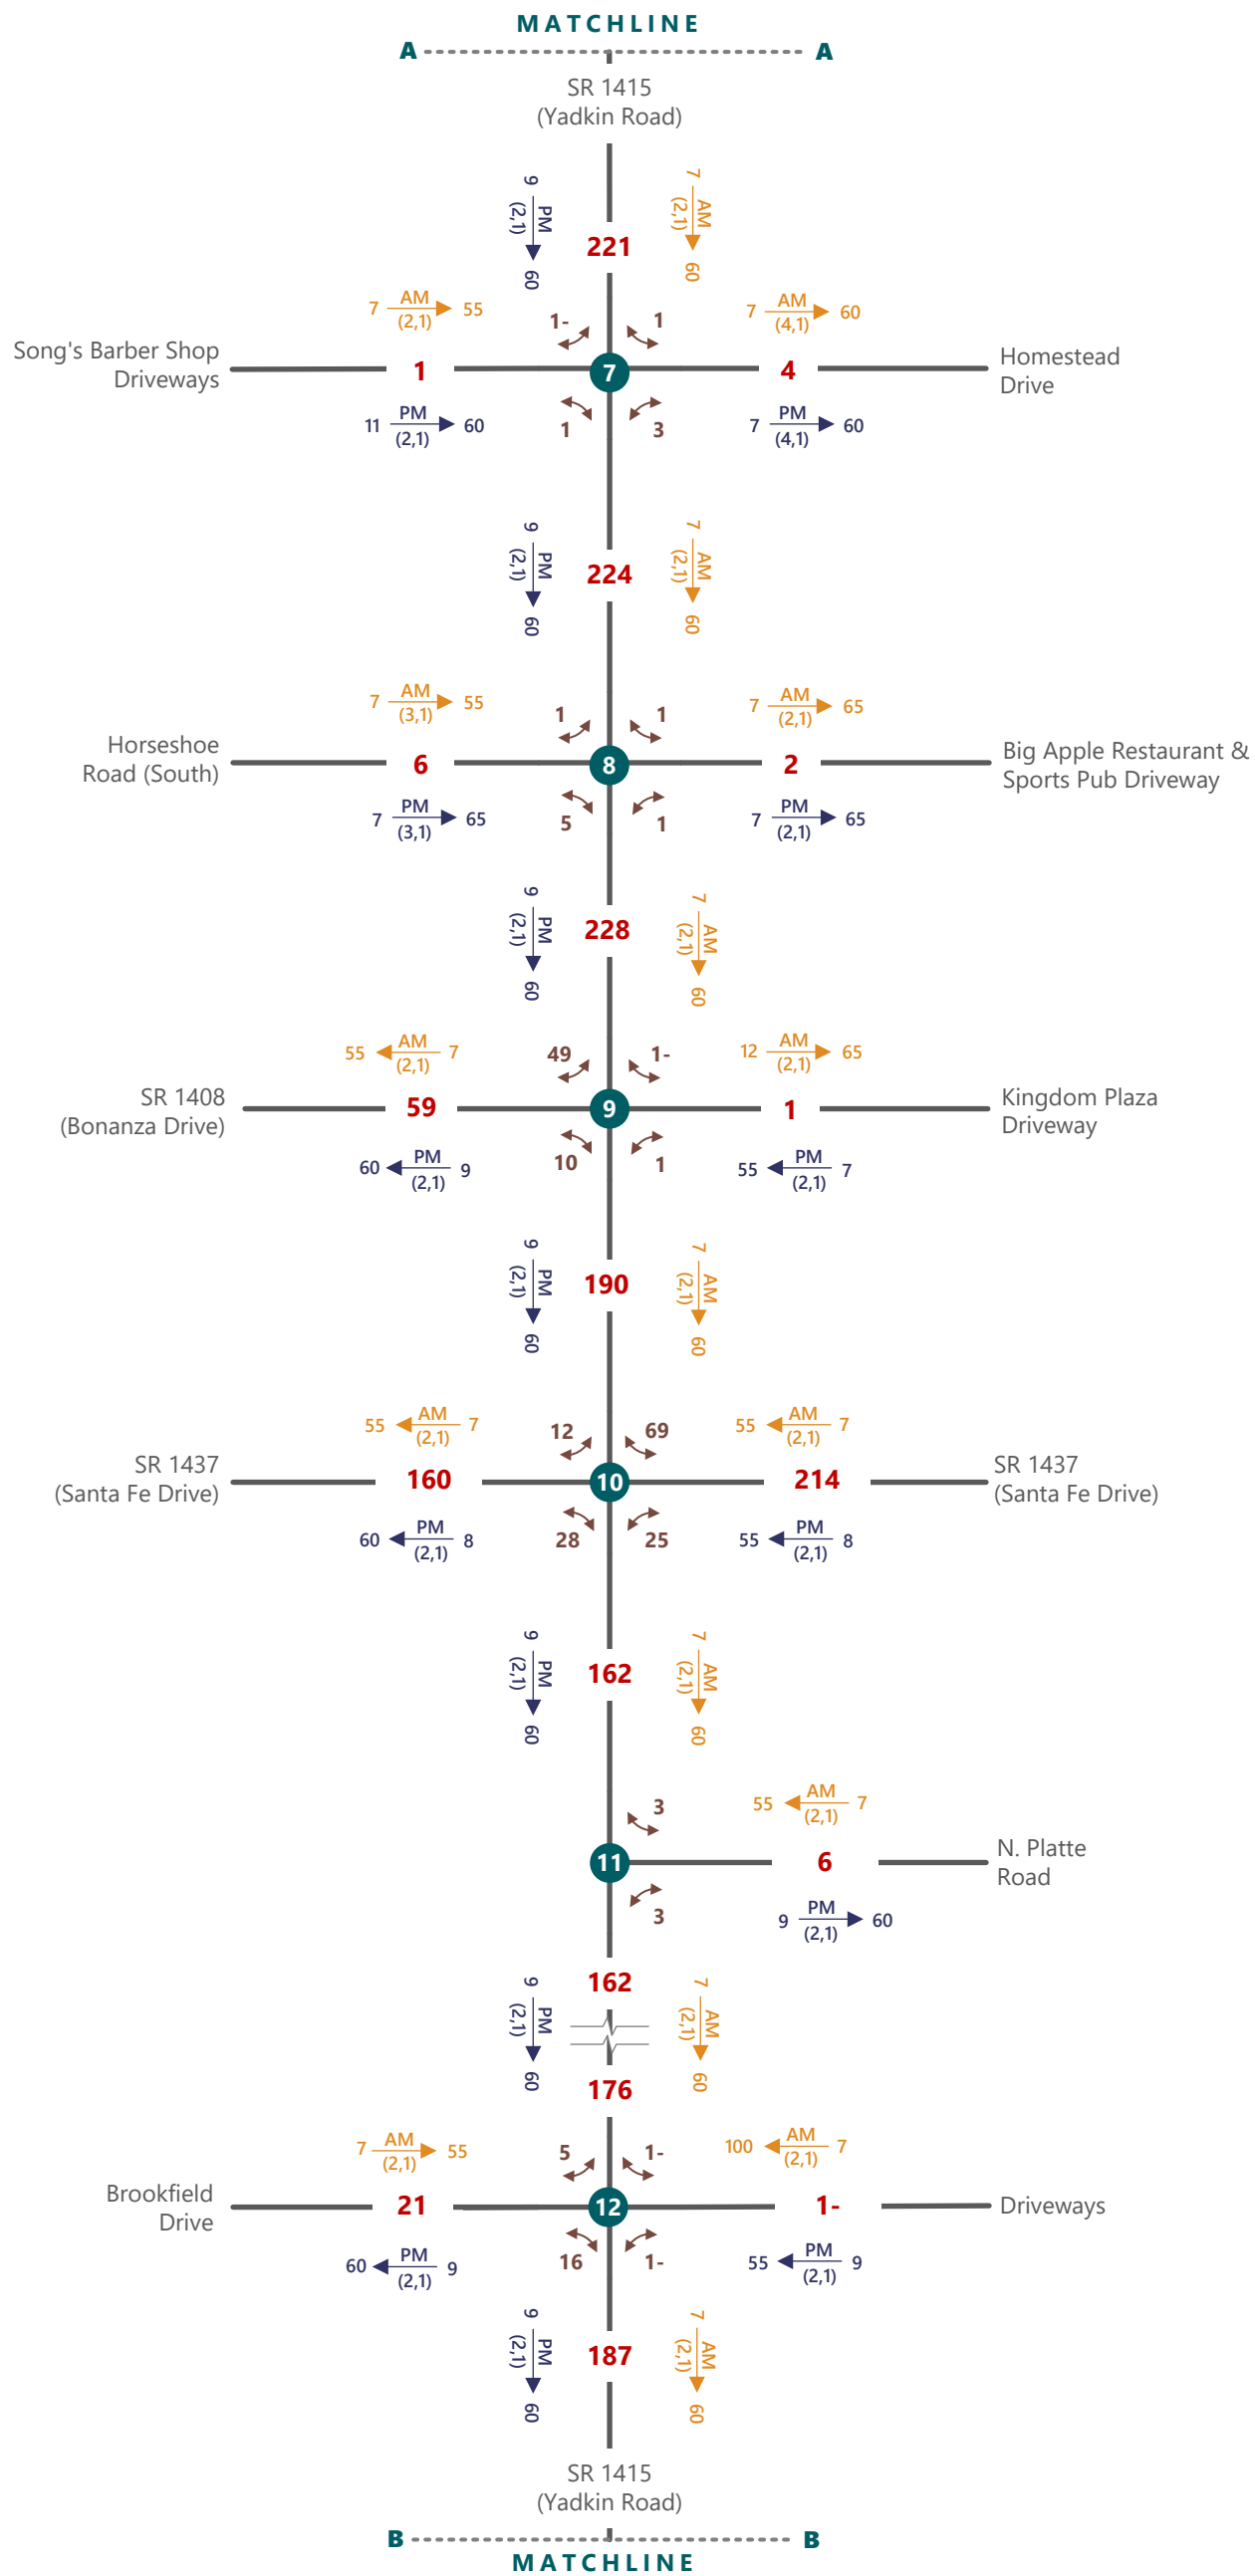 MATCHLINE
A A
SR 1415
(Yadkin Road)
9 PM (2,1) 60
221
7 AM (2,1) 60
7 AM (2,1) 55
1- 1
7 AM (4,1) 60
Song's Barber Shop
Driveways
1
7
4
Homestead
Drive
11 PM (2,1) 60
1 3
7 PM (4,1) 60
9 PM (2,1) 60
224
7 AM (2,1) 60
7 AM (3,1) 55
1 1
7 AM (2,1) 65
Horseshoe
Road (South)
6
8
2
Big Apple Restaurant &
Sports Pub Driveway
7 PM (3,1) 65
5 1
7 PM (2,1) 65
9 PM (2,1) 60
228
7 AM (2,1) 60
55 AM (2,1) 7
49 1-
12 AM (2,1) 65
SR 1408
(Bonanza Drive)
59
9
1
Kingdom Plaza
Driveway
60 PM (2,1) 9
10 1
55 PM (2,1) 7
9 PM (2,1) 60
190
7 AM (2,1) 60
55 AM (2,1) 7
12 69
55 AM (2,1) 7
SR 1437
(Santa Fe Drive)
160
10
214
SR 1437
(Santa Fe Drive)
60 PM (2,1) 8
28 25
55 PM (2,1) 8
9 PM (2,1) 60
162
7 AM (2,1) 60
3
55 AM (2,1) 7
11
6
N. Platte
Road
3
9 PM (2,1) 60
162
9 PM (2,1) 60
7 AM (2,1) 60
176
7 AM (2,1) 55
5 1-
100 AM (2,1) 7
Brookfield
Drive
21
12
1-
Driveways
60 PM (2,1) 9
16 1-
55 PM (2,1) 9
9 PM (2,1) 60
187
7 AM (2,1) 60
SR 1415
(Yadkin Road)
B B
MATCHLINE